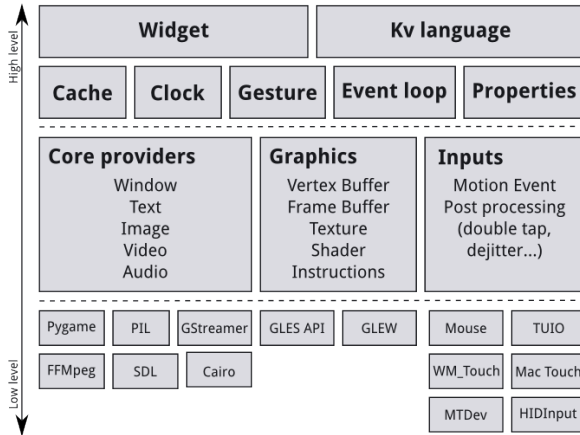 High level
Widget
Kv language
Cache
Clock
Gesture
Event loop
Properties
Core providers
Window
Text
Image
Video
Audio
Graphics
Vertex Buffer
Frame Buffer
Texture
Shader
Instructions
Inputs
Motion Event
Post processing
(double tap,
dejitter...)
Pygame
PIL
GStreamer
GLES API
GLEW
Mouse
TUIO
FFMpeg
SDL
Cairo
WM_Touch
Mac Touch
MTDev
HIDInput
Low level